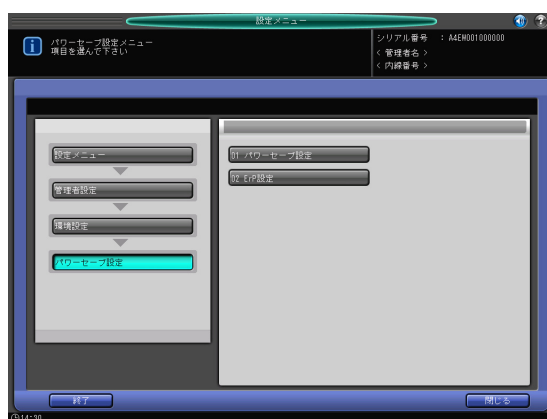 設定メニュー
パワーセーブ設定メニュー
項目を選んで下さい
シリアル番号 : A4EM001000000
< 管理者名 >
< 内線番号 >
設定メニュー
管理者設定
環境設定
パワーセーブ設定
01 パワーセーブ設定
02 ErP設定
終了
閉じる
14:30